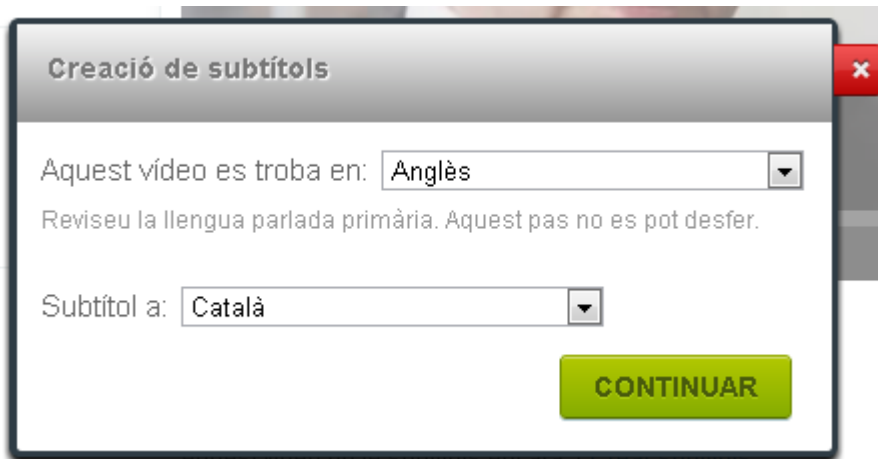 Creació de subtítols
Aquest vídeo es troba en: Anglès
Reviseu la llengua parlada primària. Aquest pas no es pot desfer.
Subtítol a: Català
CONTINUAR